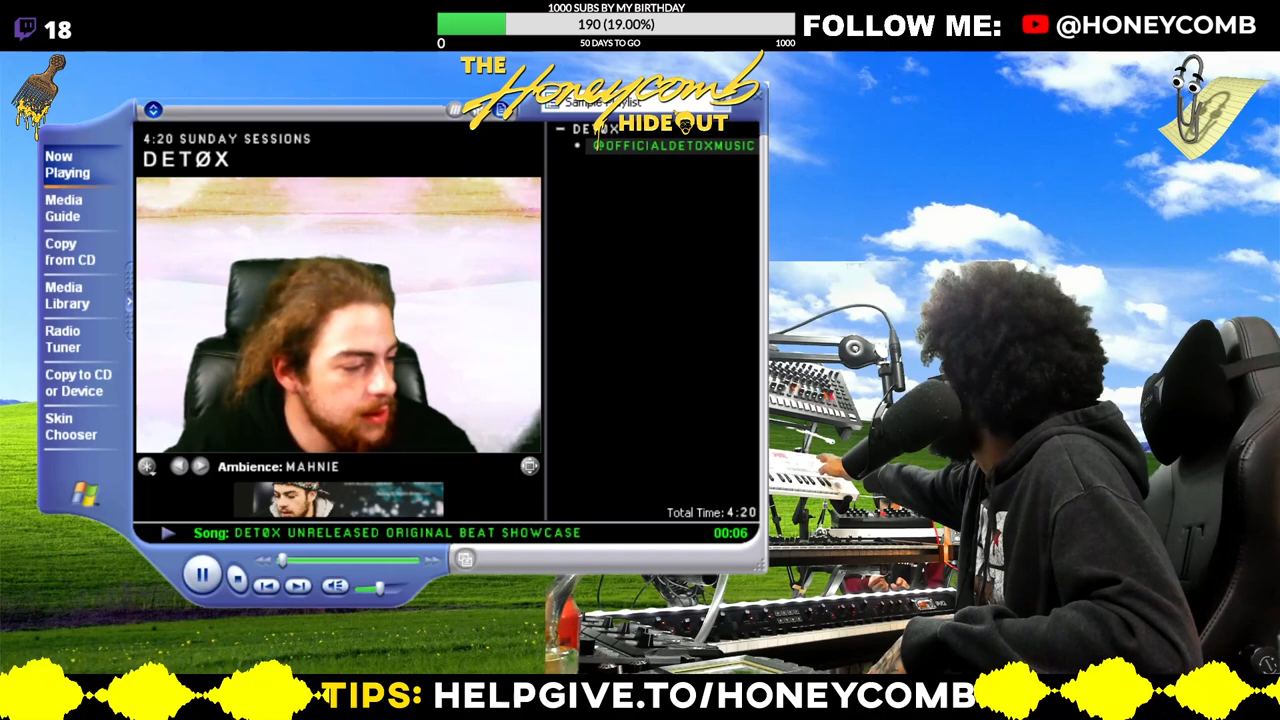 18
1000 SUBS BY MY BIRTHDAY
190 (19.00%)
0
50 DAYS TO GO
1000
FOLLOW ME: @HONEYCOMB
THE
Honeycomb
HIDEOUT
Sample Playlist
4:20 SUNDAY SESSIONS
DETØX
DETØX
@OFFICIALDETOXMUSIC
Now
Playing
Media
Guide
Copy
from CD
Media
Library
Radio
Tuner
Copy to CD
or Device
Skin
Chooser
Ambience: MAHNIE
Total Time: 4:20
Song: DETØX UNRELEASED ORIGINAL BEAT SHOWCASE
00:06
TIPS: HELPGIVE.TO/HONEYCOMB